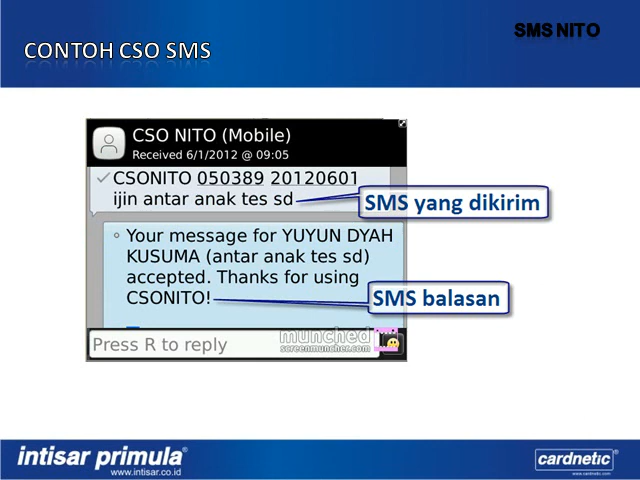 SMS NITO
CONTOH CSO SMS
CSO NITO (Mobile)
Received 6/1/2012 @ 09:05
CSONITO 050389 20120601
ijin antar anak tes sd
SMS yang dikirim
Your message for YUYUN DYAH
KUSUMA (antar anak tes sd)
accepted. Thanks for using
CSONITO!
SMS balasan
munched
screenmuncher.com
Press R to reply
intisar primula®
www.intisar.co.id
cardnetic®
www.cardnetic.com